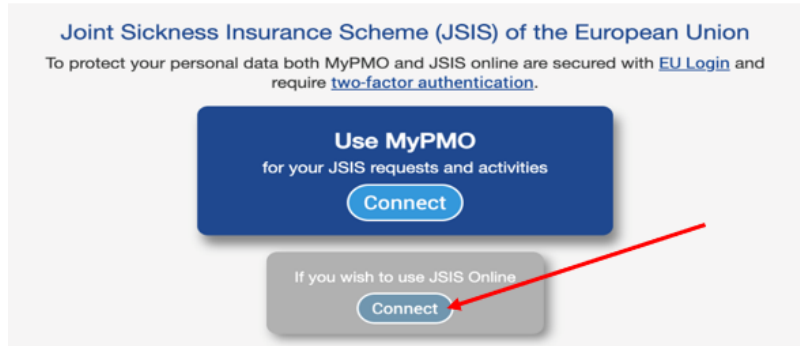 Joint Sickness Insurance Scheme (JSIS) of the European Union
To protect your personal data both MyPMO and JSIS online are secured with EU Login and
require two-factor authentication.
Use MyPMO
for your JSIS requests and activities
Connect
If you wish to use JSIS Online
Connect